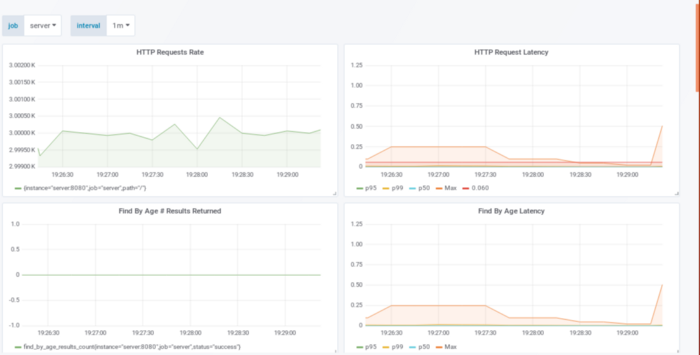 job server interval 1m
HTTP Requests Rate
3.00200 K
3.00150 K
3.00100 K
3.00050 K
3.00000 K
2.99950 K
2.99900 K
19:26:30 19:27:00 19:27:30 19:28:00 19:28:30 19:29:00
{instance="server:8080",job="server",path="/"}
HTTP Request Latency
1.25
1.00
0.75
0.50
0.25
0
19:26:30 19:27:00 19:27:30 19:28:00 19:28:30 19:29:00
p95 p99 p50 Max 0.060
Find By Age # Results Returned
1.0
0.5
0
-0.5
-1.0
19:26:30 19:27:00 19:27:30 19:28:00 19:28:30 19:29:00
find_by_age_results_count{instance="server:8080",job="server",status="success"}
Find By Age Latency
1.25
1.00
0.75
0.50
0.25
0
19:26:30 19:27:00 19:27:30 19:28:00 19:28:30 19:29:00
p95 p99 p50 Max